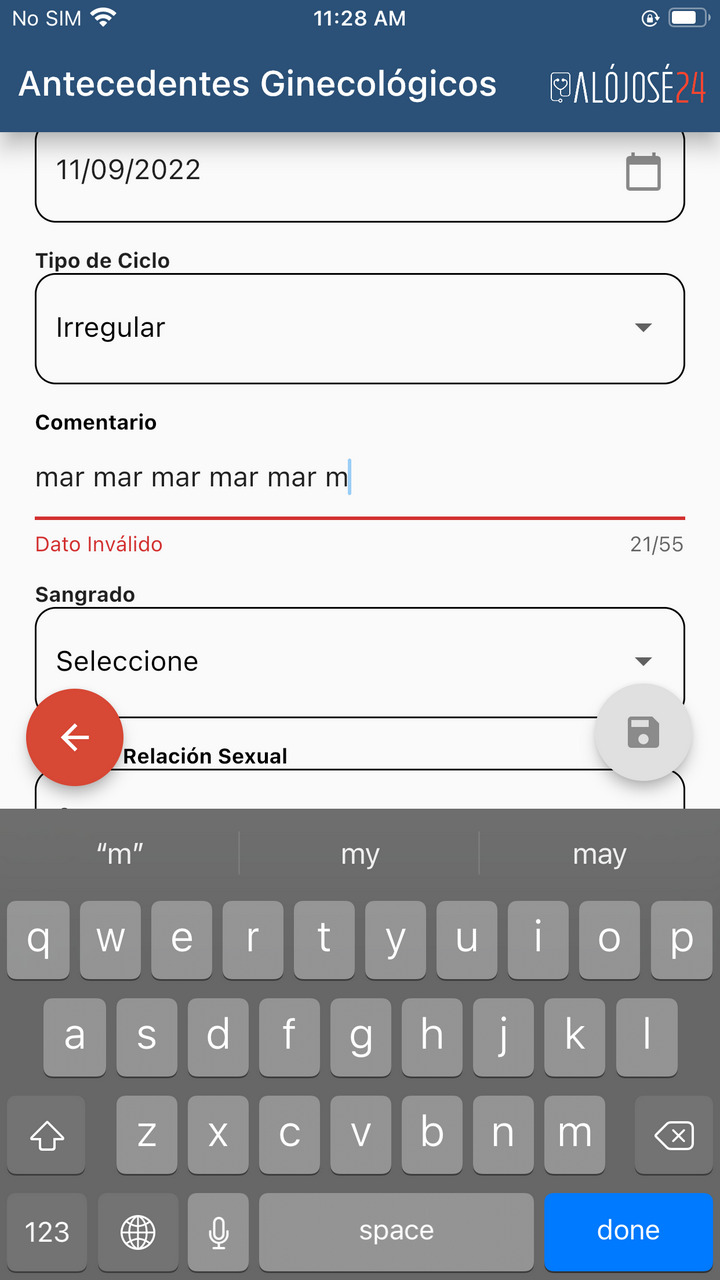 No SIM 11:28 AM
Antecedentes Ginecológicos ALÓJOSÉ24
11/09/2022
Tipo de Ciclo
Irregular
Comentario
mar mar mar mar mar m
Dato Inválido 21/55
Sangrado
Seleccione
Relación Sexual
“m” my may
q w e r t y u i o p
a s d f g h j k l
z x c v b n m
123 space done